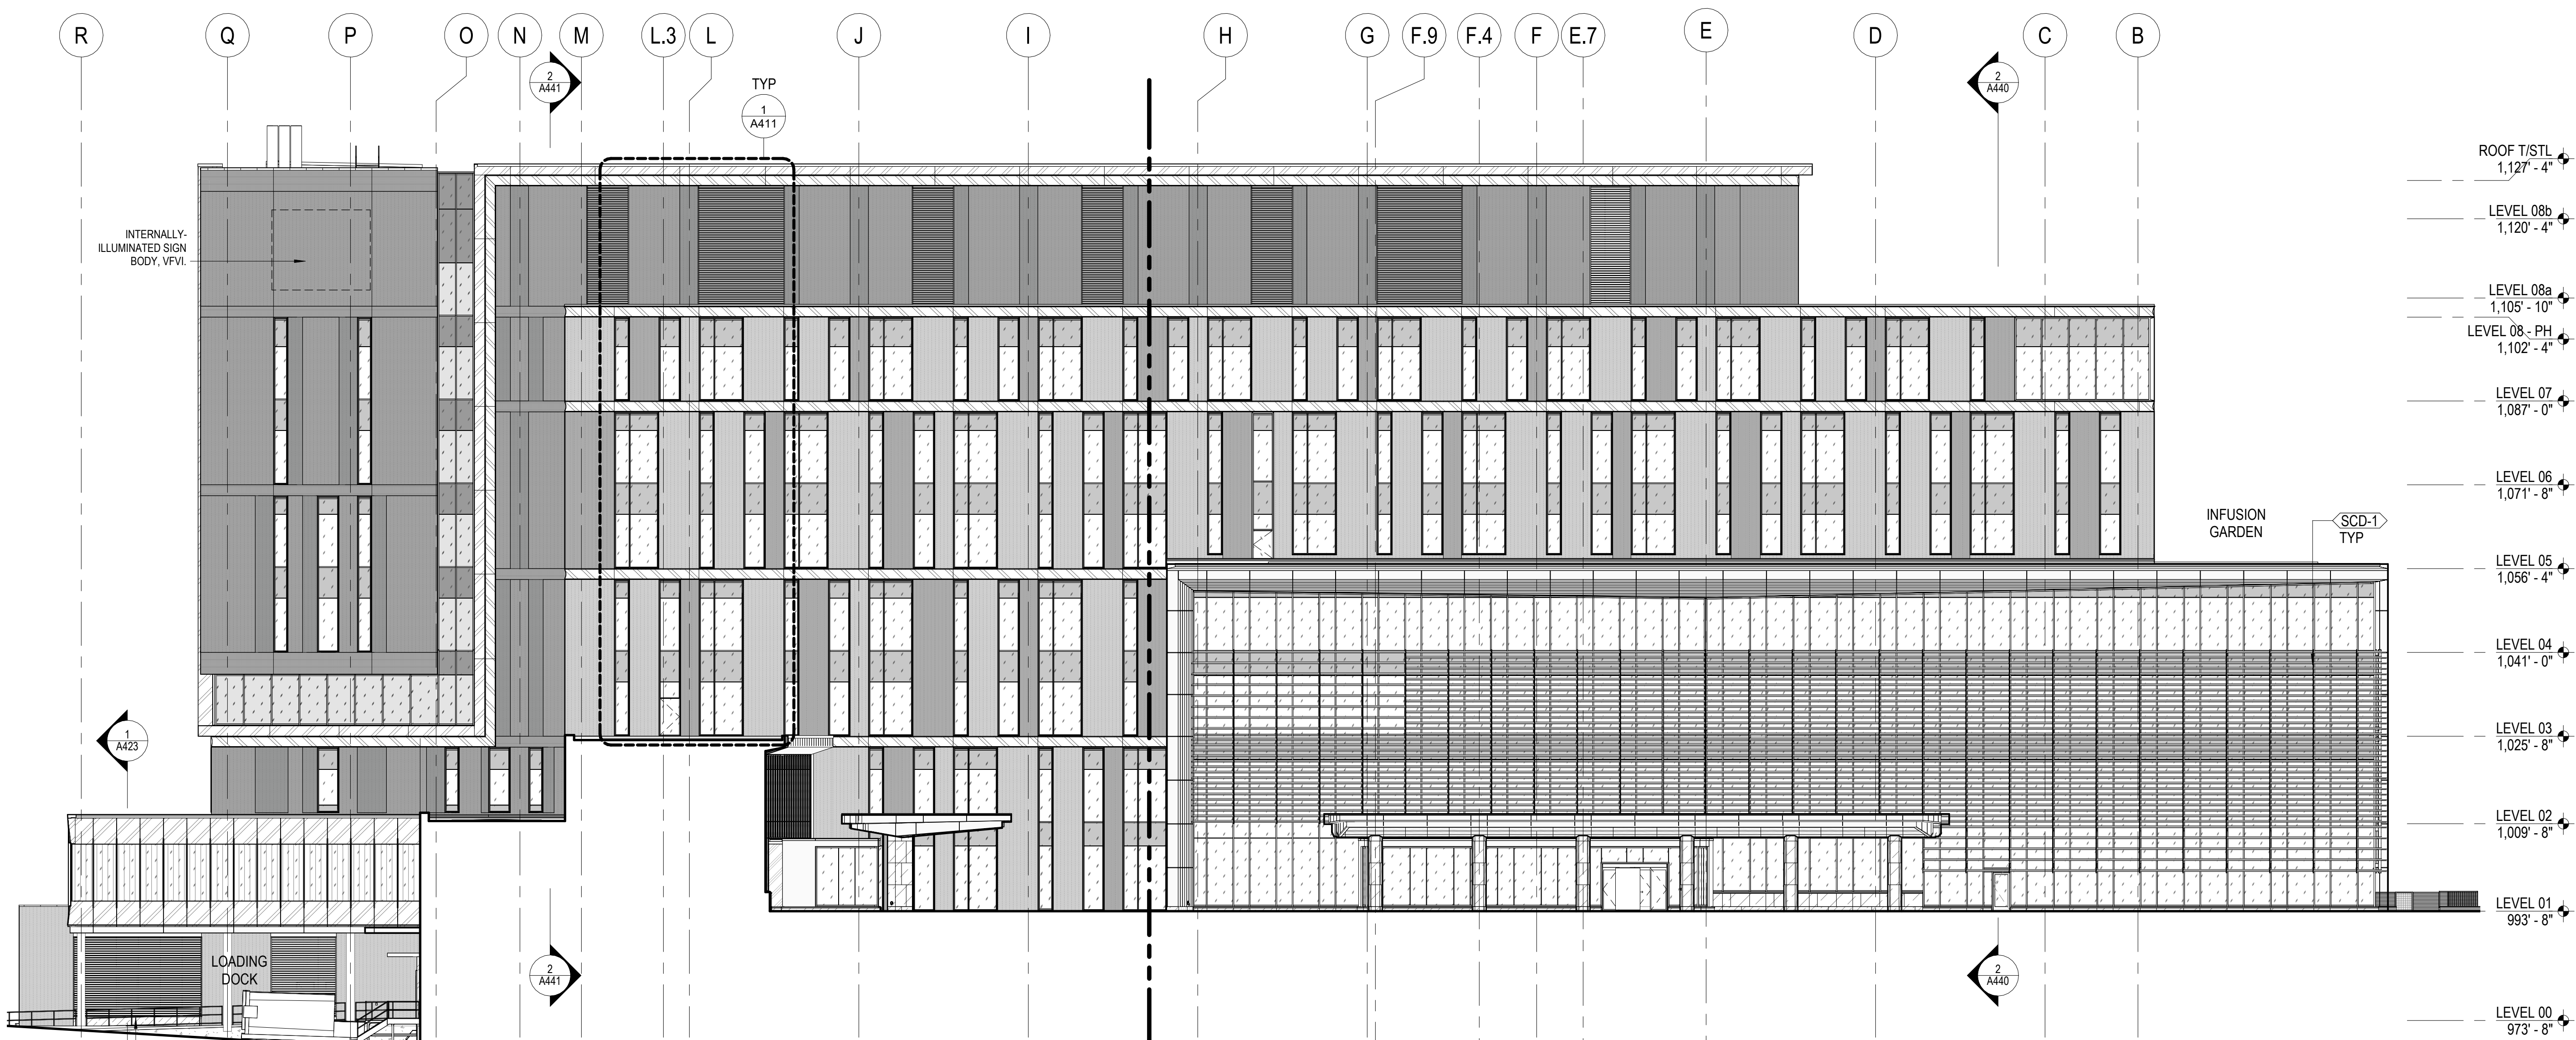 R
Q
P
O
N
M
L.3
L
J
I
H
G
F.9
F.4
F
E.7
E
D
C
B
2
A441
TYP
1
A411
2
A440
ROOF T/STL
1,127' - 4"
LEVEL 08b
1,120' - 4"
INTERNALLY-
ILLUMINATED SIGN
BODY, VFVI.
LEVEL 08a
1,105' - 10"
LEVEL 08 - PH
1,102' - 4"
LEVEL 07
1,087' - 0"
LEVEL 06
1,071' - 8"
INFUSION
GARDEN
SCD-1
TYP
LEVEL 05
1,056' - 4"
LEVEL 04
1,041' - 0"
1
A423
LEVEL 03
1,025' - 8"
LEVEL 02
1,009' - 8"
LEVEL 01
993' - 8"
LOADING
DOCK
2
A441
2
A440
LEVEL 00
973' - 8"